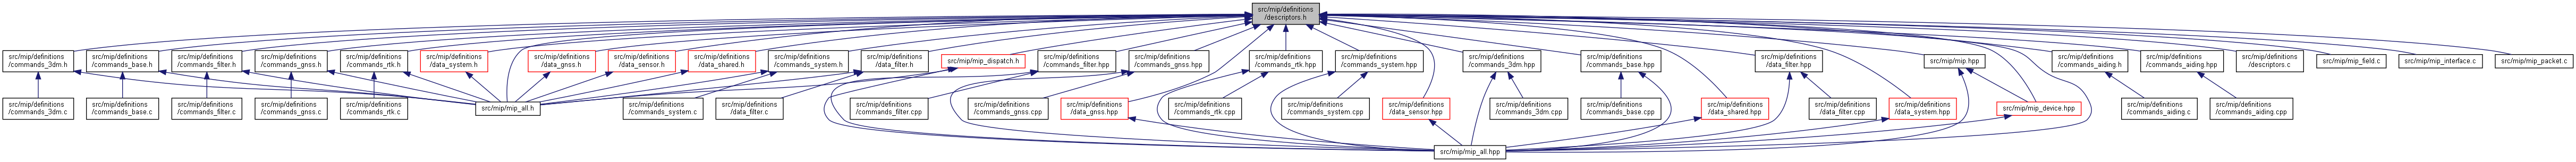 src/mip/definitions
/descriptors.h
src/mip/definitions
/commands_3dm.h
src/mip/definitions
/commands_base.h
src/mip/definitions
/commands_filter.h
src/mip/definitions
/commands_gnss.h
src/mip/definitions
/commands_rtk.h
src/mip/definitions
/data_system.h
src/mip/definitions
/data_gnss.h
src/mip/definitions
/data_sensor.h
src/mip/definitions
/data_shared.h
src/mip/definitions
/commands_system.h
src/mip/definitions
/data_filter.h
src/mip/mip_dispatch.h
src/mip/definitions
/commands_filter.hpp
src/mip/definitions
/commands_gnss.hpp
src/mip/definitions
/commands_rtk.hpp
src/mip/definitions
/commands_system.hpp
src/mip/definitions
/commands_3dm.hpp
src/mip/definitions
/commands_base.hpp
src/mip/definitions
/data_filter.hpp
src/mip/mip.hpp
src/mip/definitions
/commands_aiding.h
src/mip/definitions
/commands_aiding.hpp
src/mip/definitions
/descriptors.c
src/mip/mip_field.c
src/mip/mip_interface.c
src/mip/mip_packet.c
src/mip/definitions
/commands_3dm.c
src/mip/definitions
/commands_base.c
src/mip/definitions
/commands_filter.c
src/mip/definitions
/commands_gnss.c
src/mip/definitions
/commands_rtk.c
src/mip/mip_all.h
src/mip/definitions
/commands_system.c
src/mip/definitions
/data_filter.c
src/mip/definitions
/commands_filter.cpp
src/mip/definitions
/commands_gnss.cpp
src/mip/definitions
/data_gnss.hpp
src/mip/definitions
/commands_rtk.cpp
src/mip/definitions
/commands_system.cpp
src/mip/definitions
/data_sensor.hpp
src/mip/definitions
/commands_3dm.cpp
src/mip/definitions
/commands_base.cpp
src/mip/definitions
/data_shared.hpp
src/mip/definitions
/data_filter.cpp
src/mip/definitions
/data_system.hpp
src/mip/mip_device.hpp
src/mip/definitions
/commands_aiding.c
src/mip/definitions
/commands_aiding.cpp
src/mip/mip_all.hpp